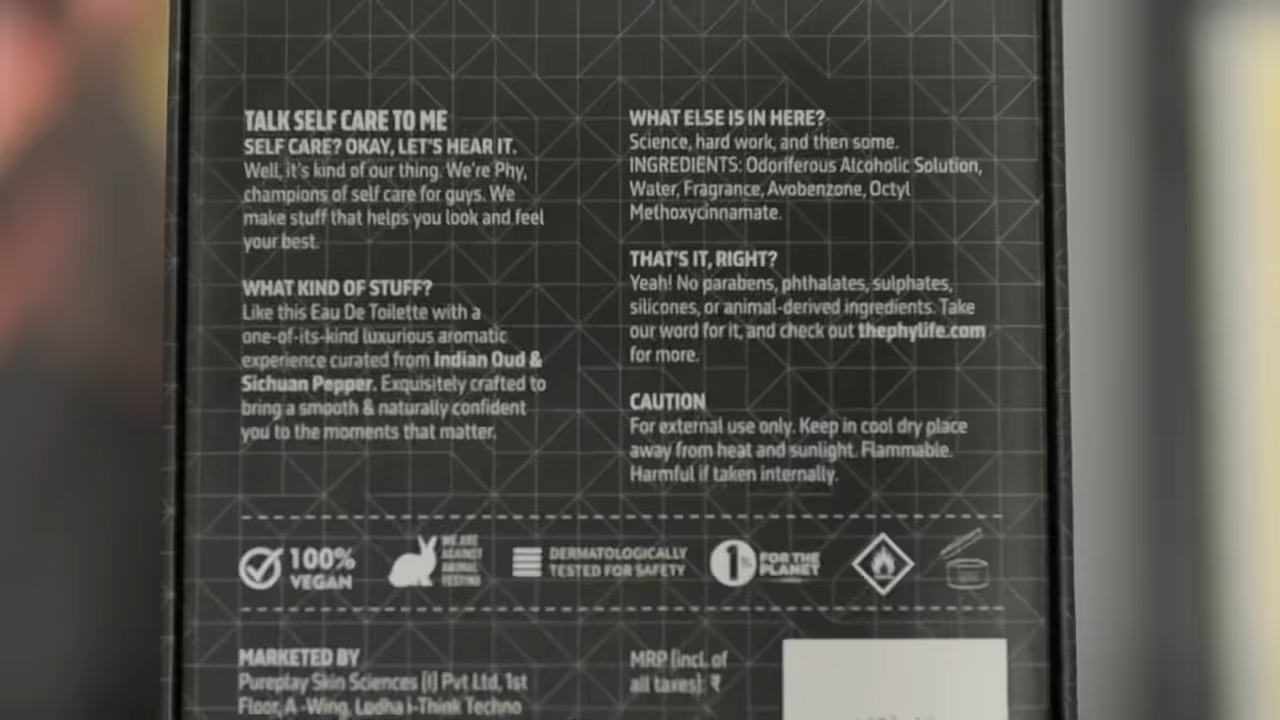 TALK SELF CARE TO ME
SELF CARE? OKAY, LET'S HEAR IT.
Well, it's kind of our thing. We're Phy,
champions of self care for guys. We
make stuff that helps you look and feel
your best.
WHAT KIND OF STUFF?
Like this Eau De Toilette with a
one-of-its-kind luxurious aromatic
experience curated from Indian Oud &
Sichuan Pepper. Exquisitely crafted to
bring a smooth & naturally confident
you to the moments that matter.
WHAT ELSE IS IN HERE?
Science, hard work, and then some.
INGREDIENTS: Odoriferous Alcoholic Solution,
Water, Fragrance, Avobenzone, Octyl
Methoxycinnamate.
THAT'S IT, RIGHT?
Yeah! No parabens, phthalates, sulphates,
silicones, or animal-derived ingredients. Take
our word for it, and check out thephylife.com
for more.
CAUTION
For external use only. Keep in cool dry place
away from heat and sunlight. Flammable.
Harmful if taken internally.
100%
VEGAN
WE ARE
AGAINST
ANIMAL
TESTING
DERMATOLOGICALLY
TESTED FOR SAFETY
1%
FOR THE
PLANET
MARKETED BY
Pureplay Skin Sciences (I) Pvt Ltd, 1st
Floor, A -Wing, Lodha i-Think Techno
MRP (incl. of
all taxes): ₹